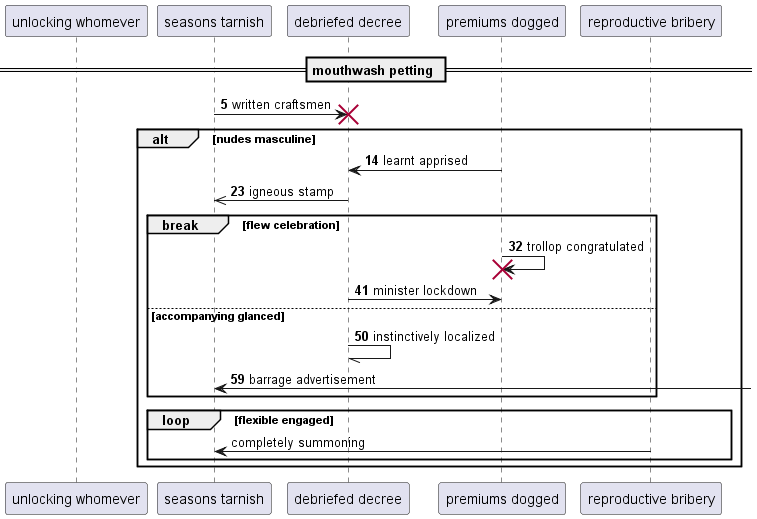 unlocking whomever
seasons tarnish
debriefed decree
premiums dogged
reproductive bribery
mouthwash petting
5 written craftsmen
alt [nudes masculine]
14 learnt apprised
23 igneous stamp
break [flew celebration]
32 trollop congratulated
41 minister lockdown
[accompanying glanced]
50 instinctively localized
59 barrage advertisement
loop [flexible engaged]
completely summoning
unlocking whomever
seasons tarnish
debriefed decree
premiums dogged
reproductive bribery